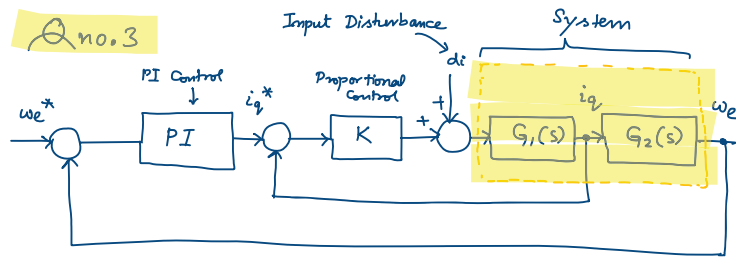 Q no.3
Input Disturbance
System
PI Control
Proportional
Control
di
we*
iq*
iq
we
+
+
PI
K
G1(s)
G2(s)